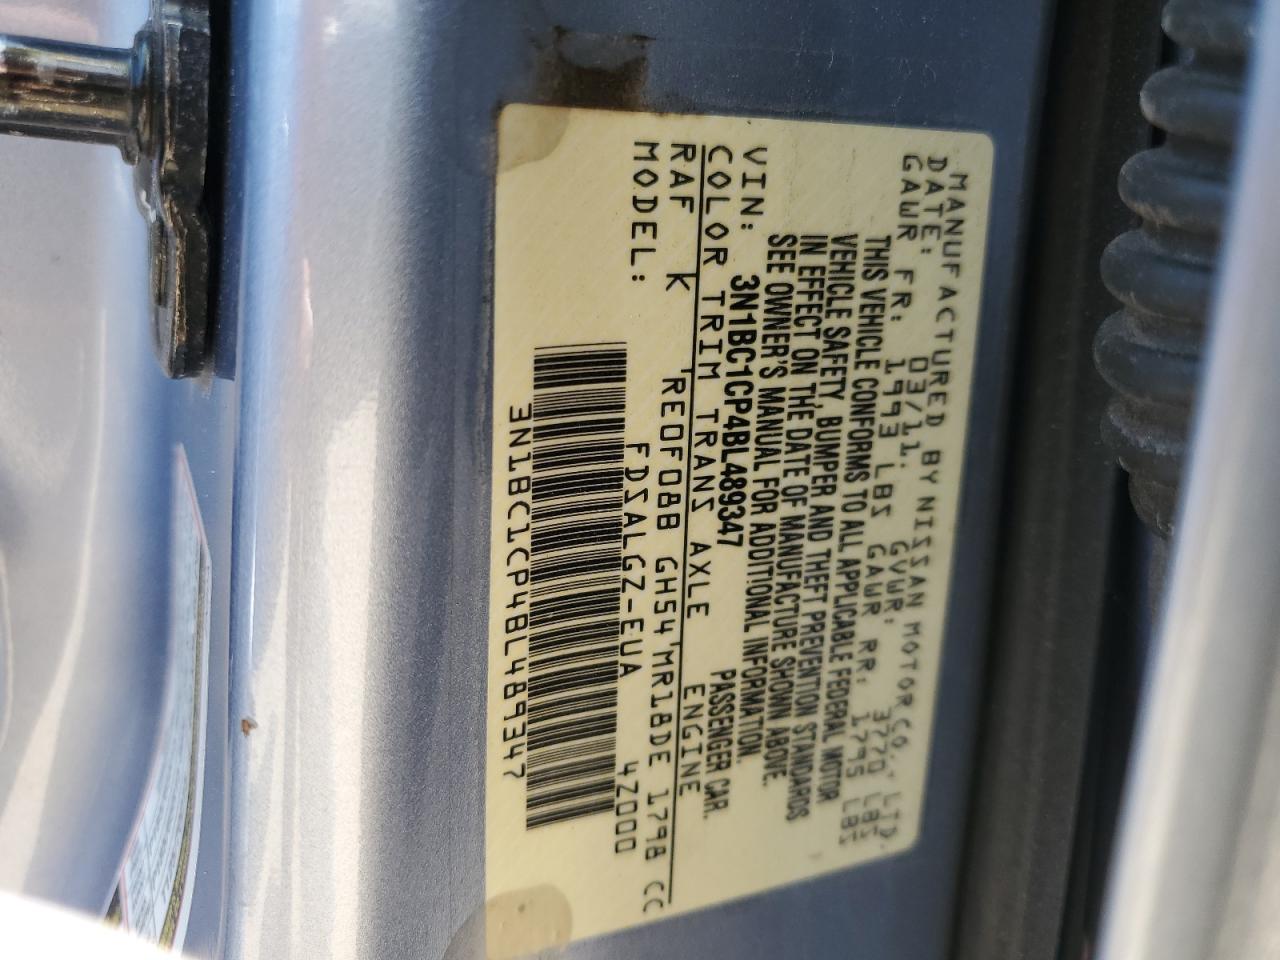 MANUFACTURED BY NISSAN MOTOR CO., LTD.
DATE: 03/11. GVWR: 3770 LBS
GAWR FR: 1993 LBS GAWR RR: 1795 LBS
THIS VEHICLE CONFORMS TO ALL APPLICABLE FEDERAL MOTOR
VEHICLE SAFETY, BUMPER AND THEFT PREVENTION STANDARDS
IN EFFECT ON THE DATE OF MANUFACTURE SHOWN ABOVE.
SEE OWNER'S MANUAL FOR ADDITIONAL INFORMATION.
VIN: 3N1BC1CP4BL489347 PASSENGER CAR.
COLOR TRIM TRANS AXLE ENGINE
RAF K 'RE0F08B GH54'MR18DE 1798 CC
MODEL: FDSALGZ-EUA 4Z000
3N1BC1CP4BL489347